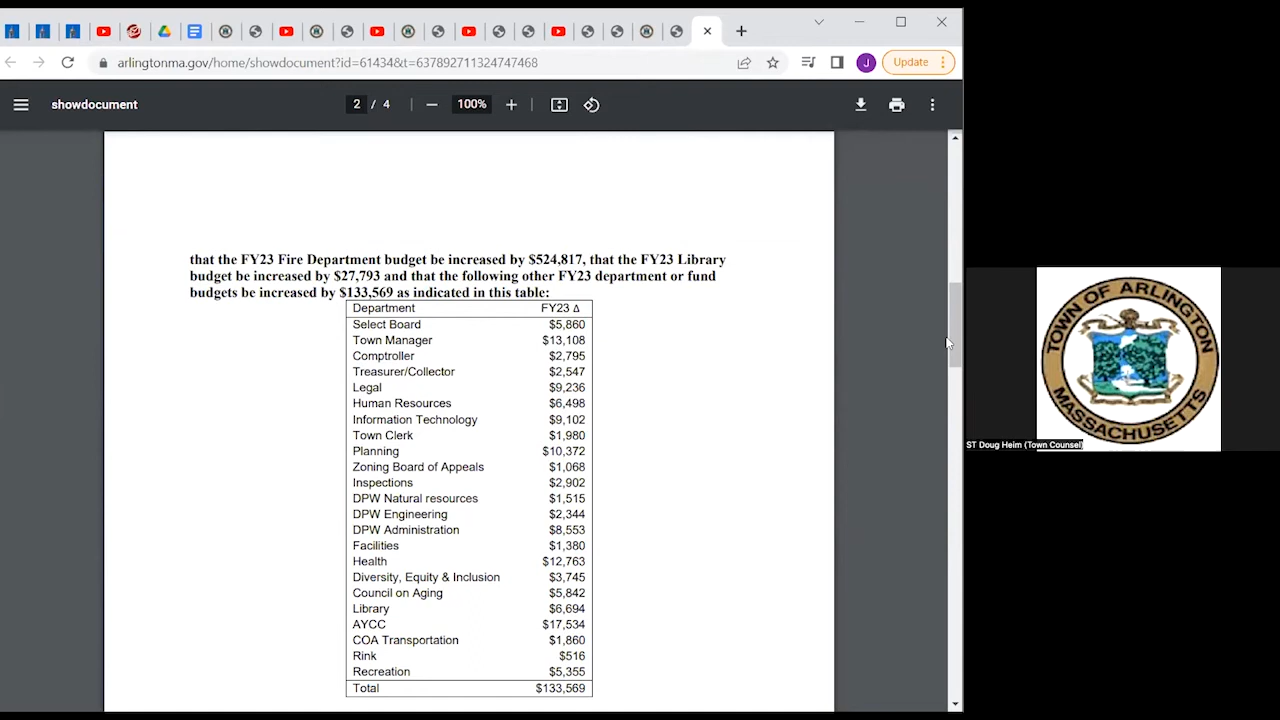 arlingtonma.gov/home/showdocument?id=61434&t=637892711324747468
J
Update
showdocument
2 / 4
100%
that the FY23 Fire Department budget be increased by $524,817, that the FY23 Library
budget be increased by $27,793 and that the following other FY23 department or fund
budgets be increased by $133,569 as indicated in this table:
Department FY23 Δ
Select Board $5,860
Town Manager $13,108
Comptroller $2,795
Treasurer/Collector $2,547
Legal $9,236
Human Resources $6,498
Information Technology $9,102
Town Clerk $1,980
Planning $10,372
Zoning Board of Appeals $1,068
Inspections $2,902
DPW Natural resources $1,515
DPW Engineering $2,344
DPW Administration $8,553
Facilities $1,380
Health $12,763
Diversity, Equity & Inclusion $3,745
Council on Aging $5,842
Library $6,694
AYCC $17,534
COA Transportation $1,860
Rink $516
Recreation $5,355
Total $133,569
TOWN OF ARLINGTON
MASSACHUSETTS
ST Doug Heim (Town Counsel)